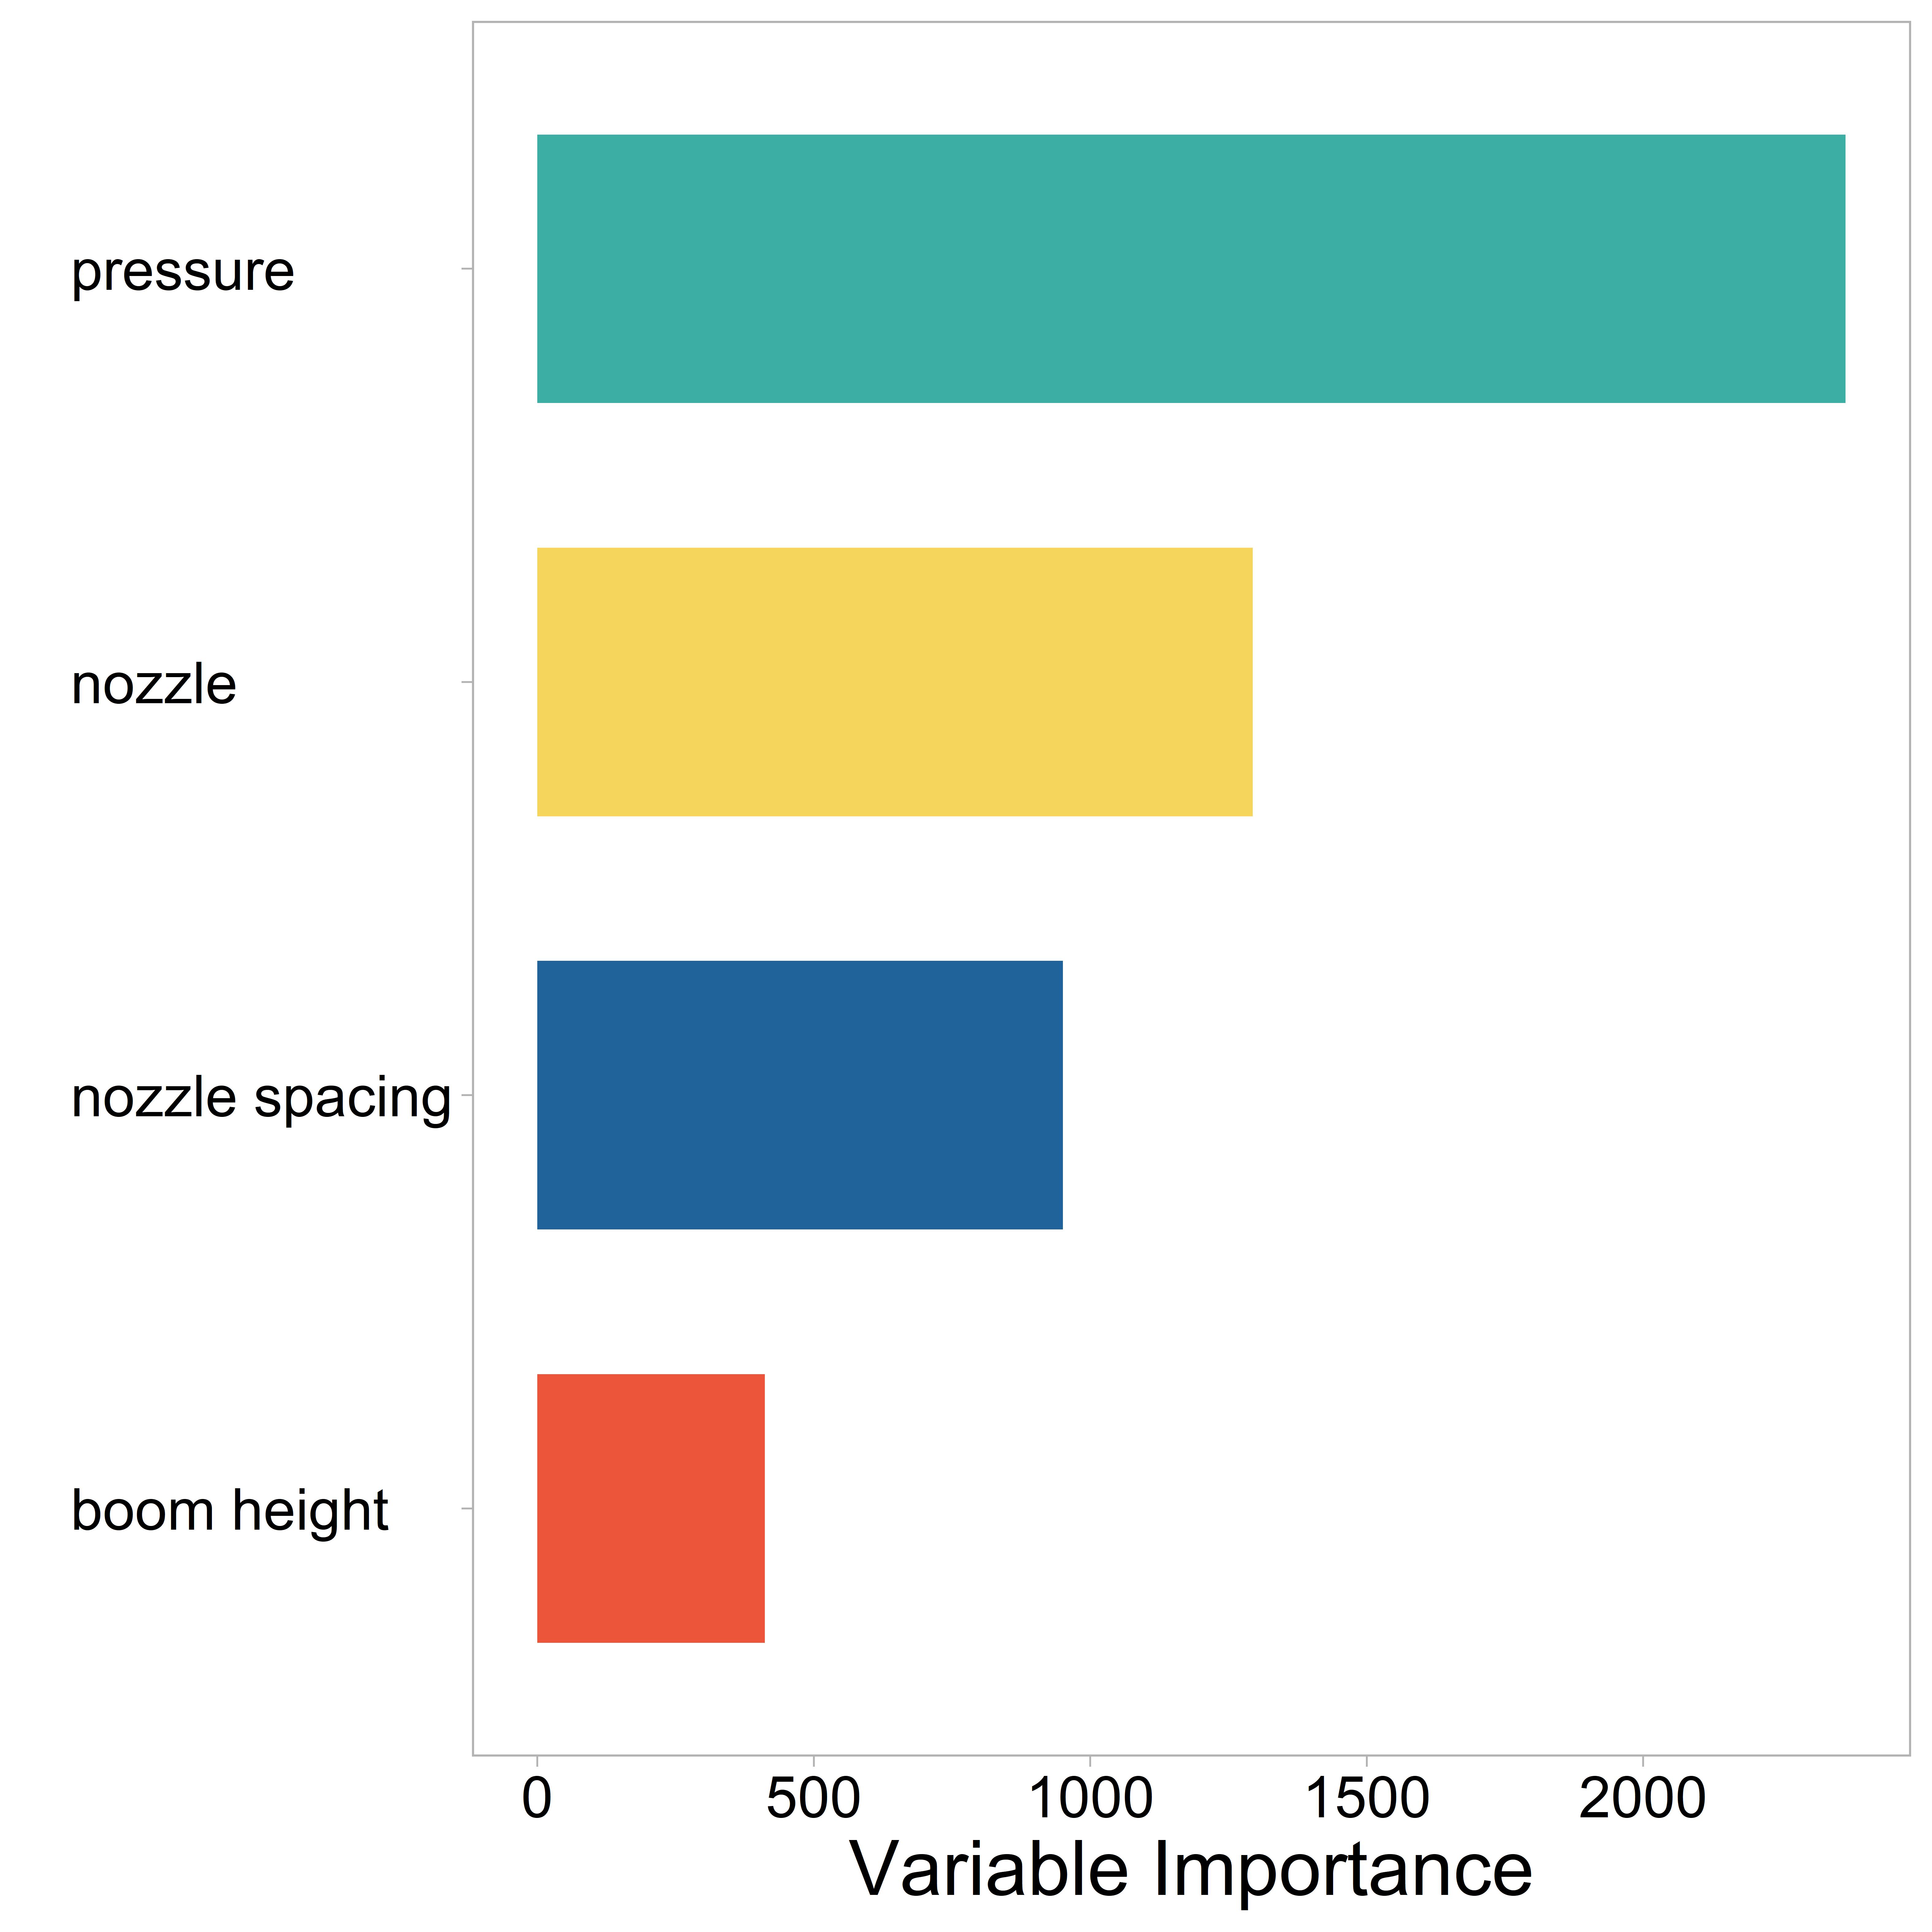 pressure
nozzle
nozzle spacing
boom height
0 500 1000 1500 2000
Variable Importance